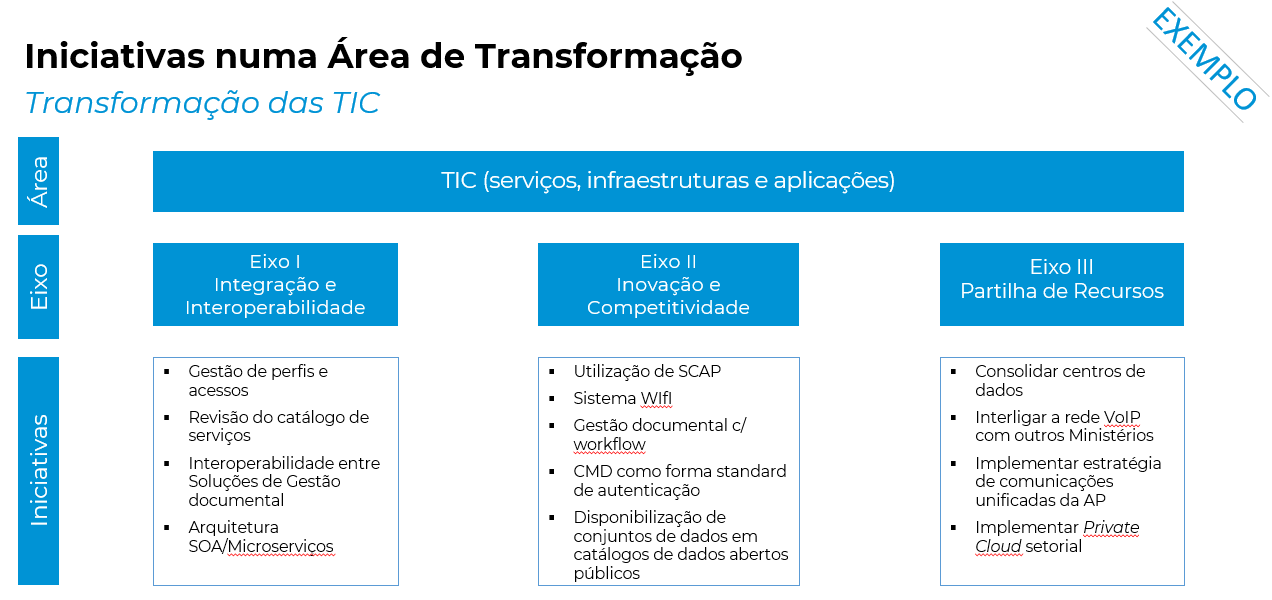 Iniciativas numa Área de Transformação
EXEMPLO
Transformação das TIC
Área
TIC (serviços, infraestruturas e aplicações)
Eixo
Eixo I
Integração e
Interoperabilidade
Eixo II
Inovação e
Competitividade
Eixo III
Partilha de Recursos
Iniciativas
▪ Gestão de perfis e
acessos
▪ Revisão do catálogo de
serviços
▪ Interoperabilidade entre
Soluções de Gestão
documental
▪ Arquitetura
SOA/Microserviços
▪ Utilização de SCAP
▪ Sistema WIfI
▪ Gestão documental c/
workflow
▪ CMD como forma standard
de autenticação
▪ Disponibilização de
conjuntos de dados em
catálogos de dados abertos
públicos
▪ Consolidar centros de
dados
▪ Interligar a rede VoIP
com outros Ministérios
▪ Implementar estratégia
de comunicações
unificadas da AP
▪ Implementar Private
Cloud setorial